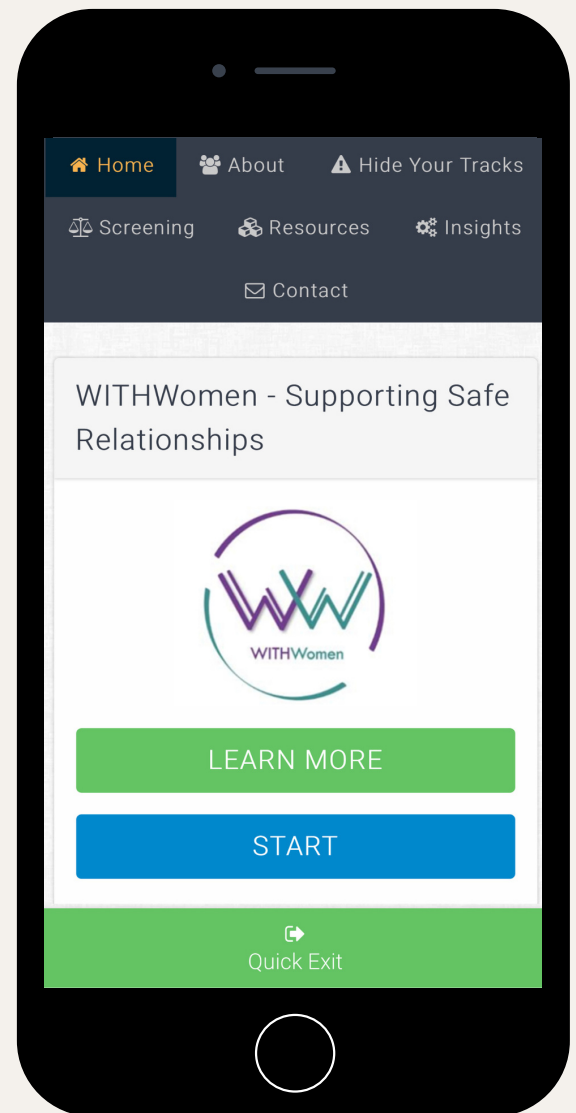 Home About Hide Your Tracks
Screening Resources Insights
Contact
WITHWomen - Supporting Safe
Relationships
WW
WITHWomen
LEARN MORE
START
Quick Exit